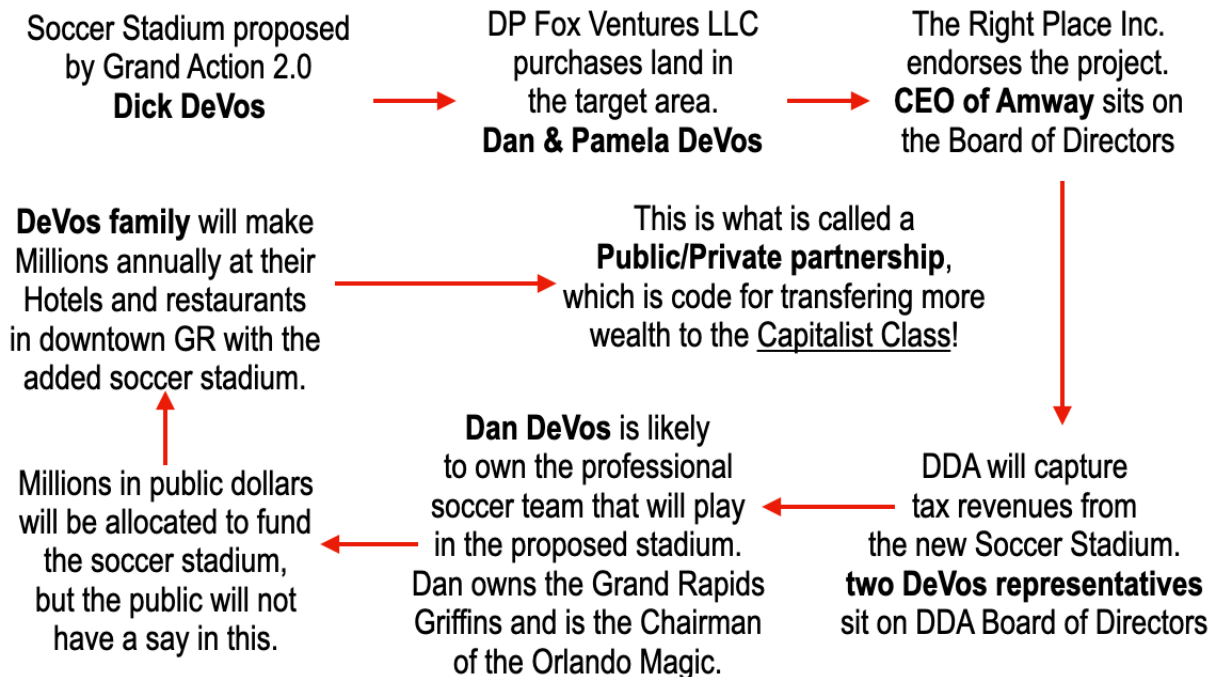 Soccer Stadium proposed
by Grand Action 2.0
Dick DeVos
DP Fox Ventures LLC
purchases land in
the target area.
Dan & Pamela DeVos
The Right Place Inc.
endorses the project.
CEO of Amway sits on
the Board of Directors
DDA will capture
tax revenues from
the new Soccer Stadium.
two DeVos representatives
sit on DDA Board of Directors
Dan DeVos is likely
to own the professional
soccer team that will play
in the proposed stadium.
Dan owns the Grand Rapids
Griffins and is the Chairman
of the Orlando Magic.
Millions in public dollars
will be allocated to fund
the soccer stadium,
but the public will not
have a say in this.
DeVos family will make
Millions annually at their
Hotels and restaurants
in downtown GR with the
added soccer stadium.
This is what is called a
Public/Private partnership,
which is code for transfering more
wealth to the Capitalist Class!